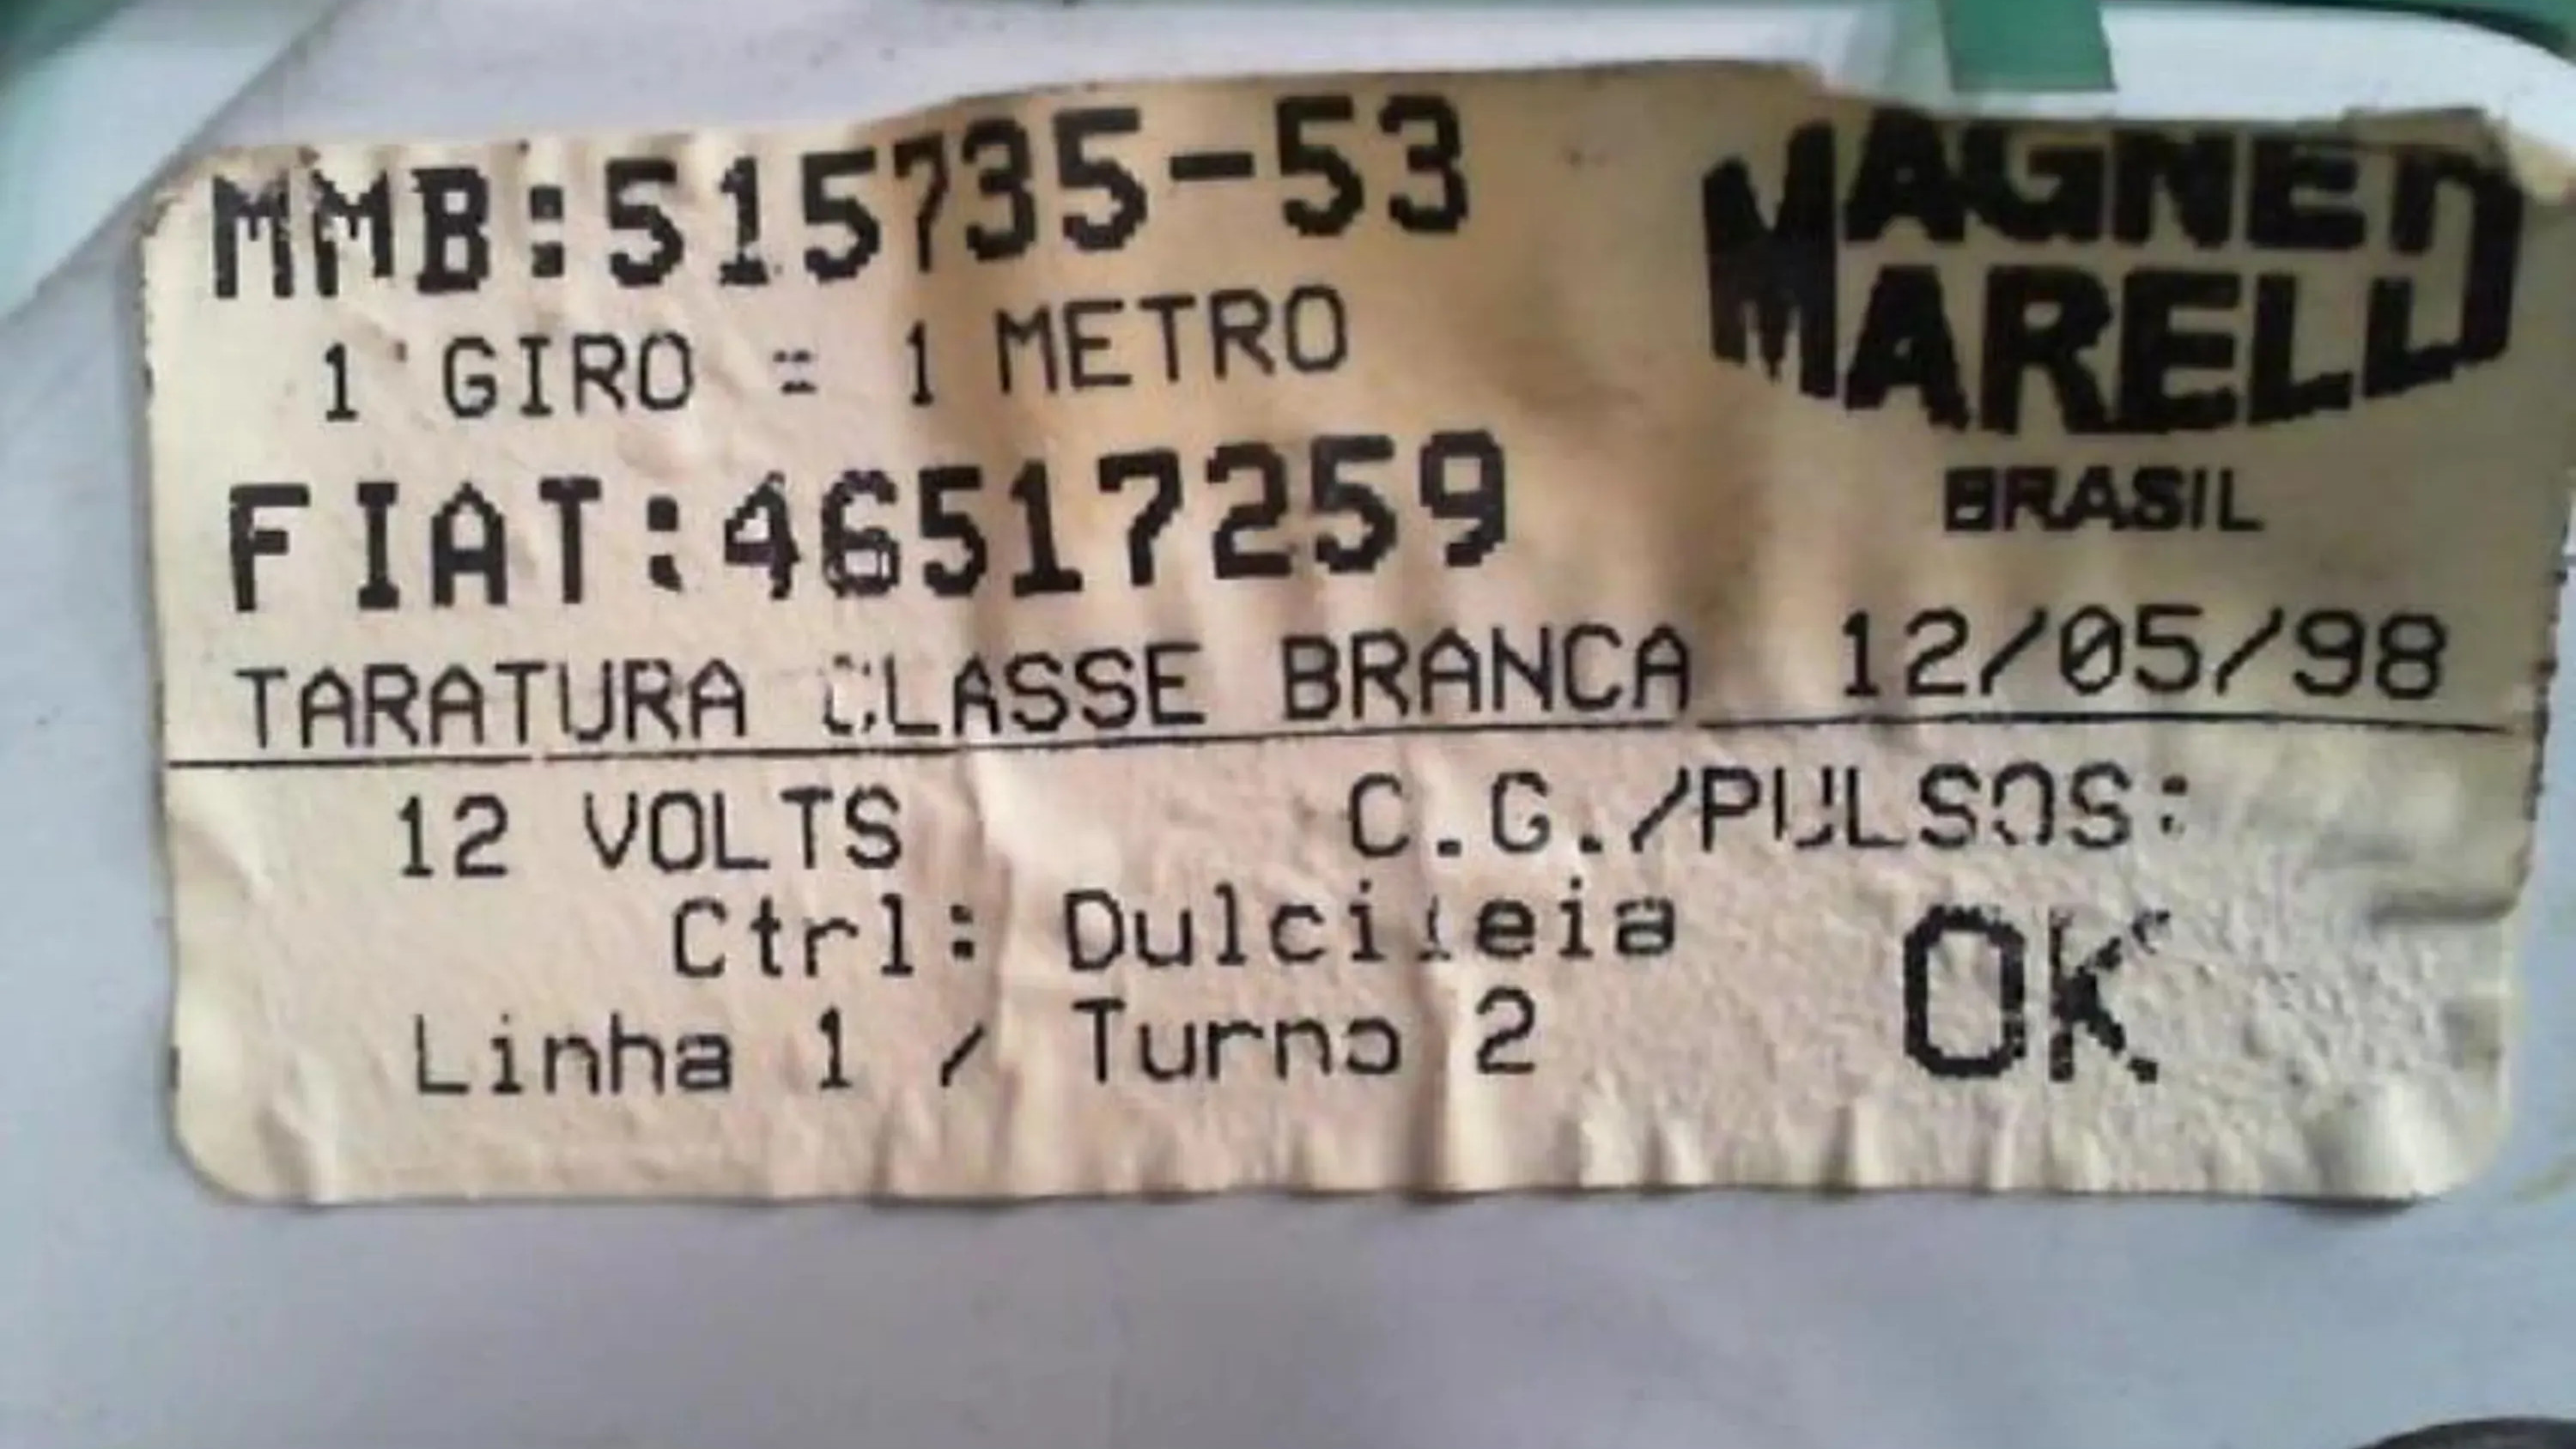 MMB:515735-53
1 GIRO = 1 METRO
FIAT:46517259
TARATURA CLASSE BRANCA 12/05/98
MAGNETI
MARELLI
BRASIL
12 VOLTS C.G./PULSOS:
Ctrl: Dulcileia
Linha 1 / Turno 2
OK